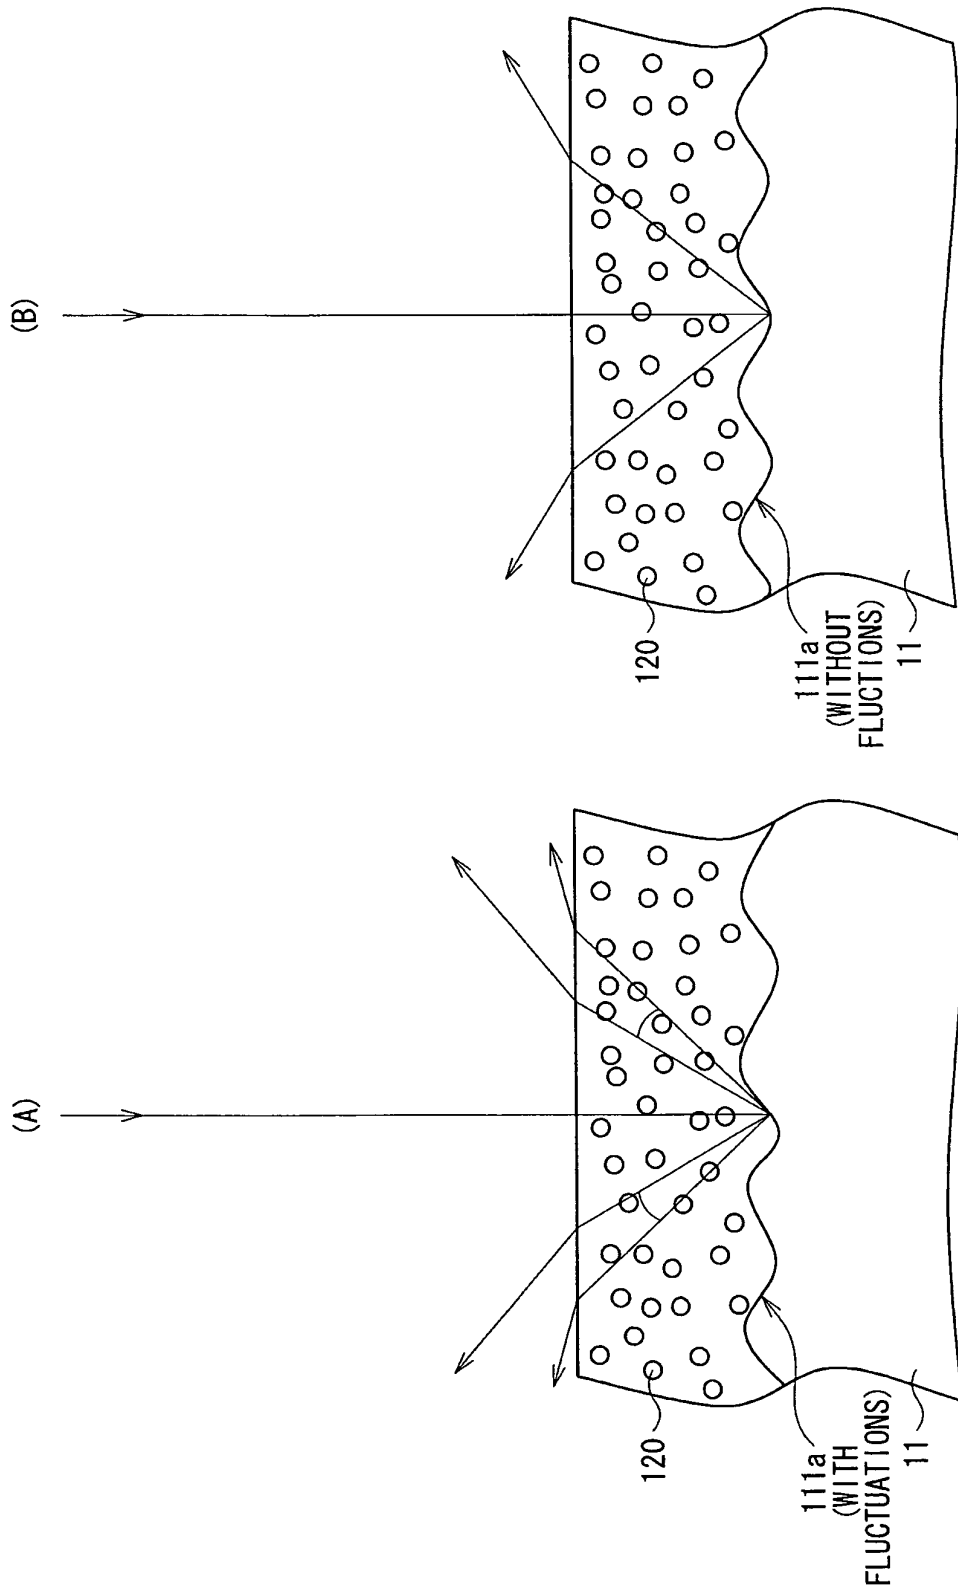 (A)
120
111a
(WITH
FLUCTUATIONS)
11
(B)
120
111a
(WITHOUT
FLUCTIONS)
11